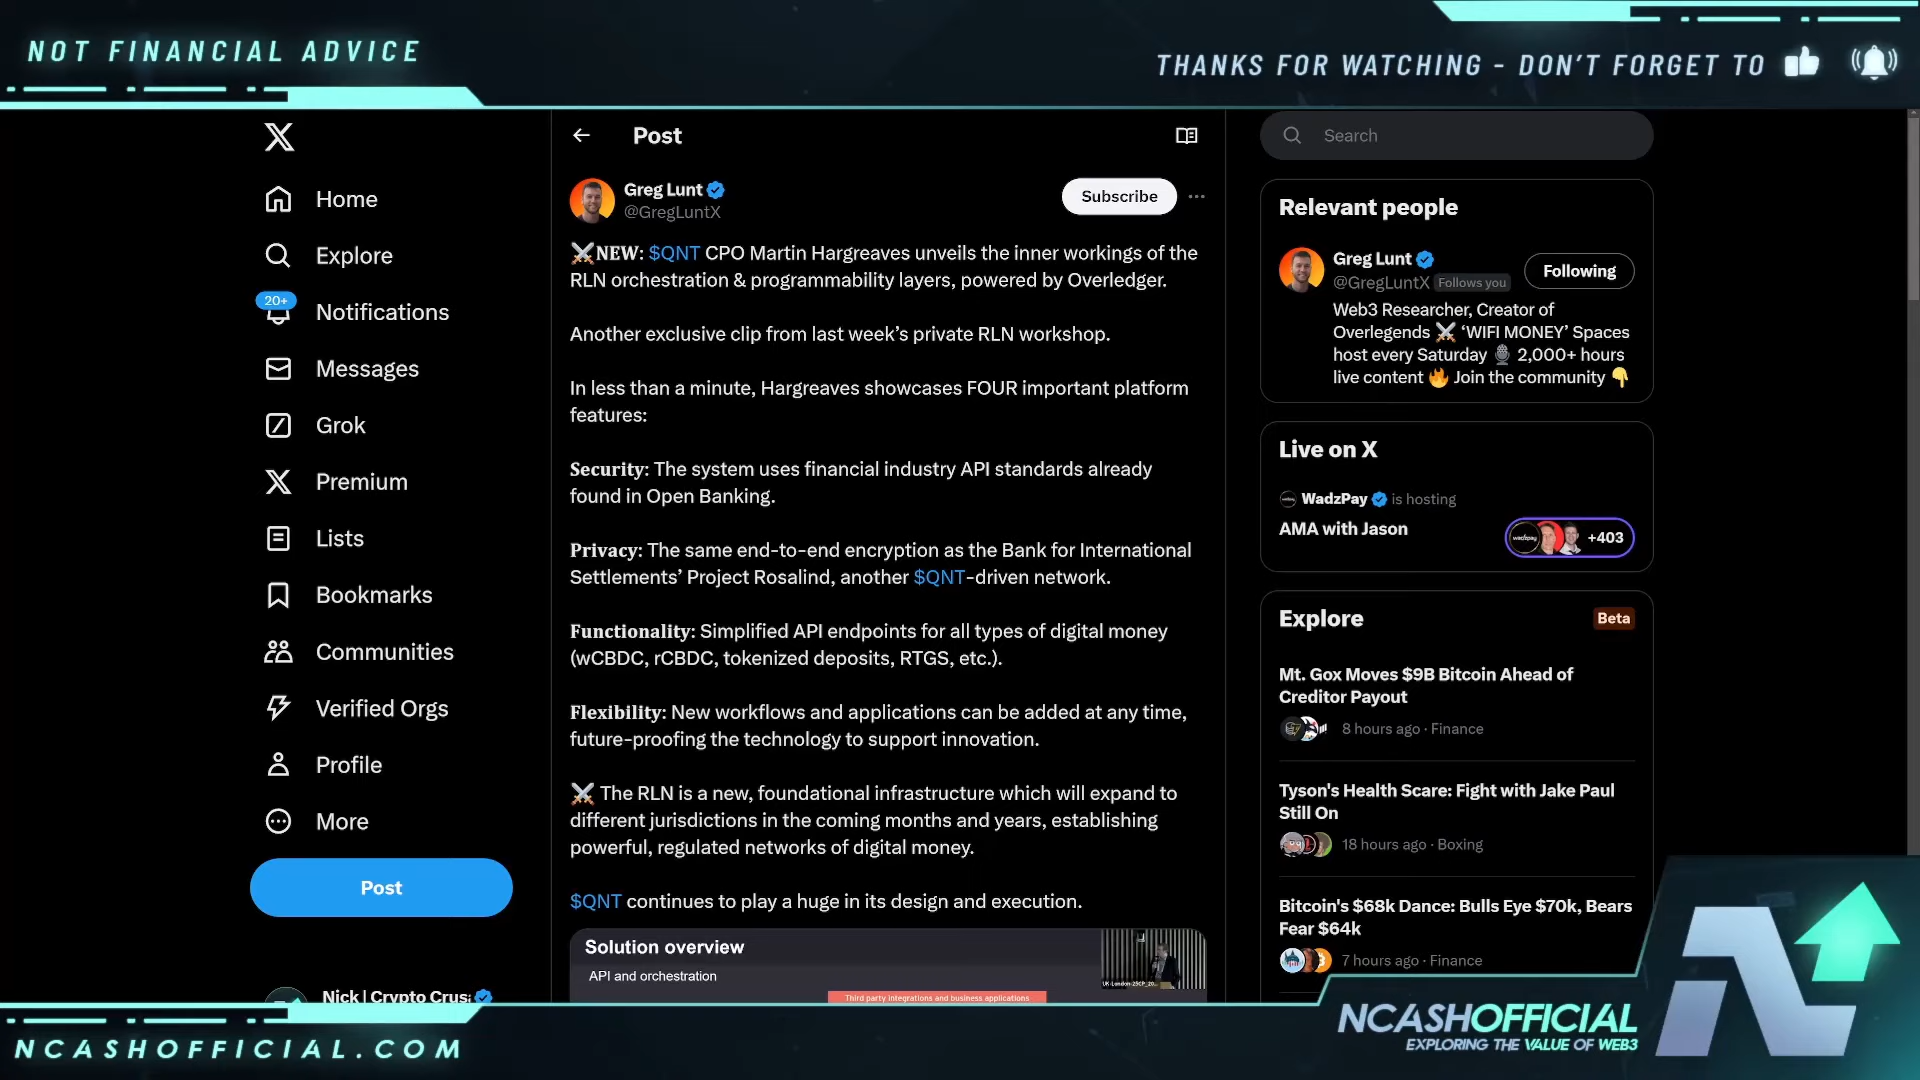 NOT FINANCIAL ADVICE
THANKS FOR WATCHING - DON'T FORGET TO
Home
Explore
20+
Notifications
Messages
Grok
Premium
Lists
Bookmarks
Communities
Verified Orgs
Profile
More
Post
Nick | Crypto Crus
Post
Greg Lunt
@GregLuntX
Subscribe
⚔️NEW: $QNT CPO Martin Hargreaves unveils the inner workings of the
RLN orchestration & programmability layers, powered by Overledger.
Another exclusive clip from last week's private RLN workshop.
In less than a minute, Hargreaves showcases FOUR important platform
features:
Security: The system uses financial industry API standards already
found in Open Banking.
Privacy: The same end-to-end encryption as the Bank for International
Settlements' Project Rosalind, another $QNT-driven network.
Functionality: Simplified API endpoints for all types of digital money
(wCBDC, rCBDC, tokenized deposits, RTGS, etc.).
Flexibility: New workflows and applications can be added at any time,
future-proofing the technology to support innovation.
⚔️ The RLN is a new, foundational infrastructure which will expand to
different jurisdictions in the coming months and years, establishing
powerful, regulated networks of digital money.
$QNT continues to play a huge in its design and execution.
Solution overview
API and orchestration
Third party integrations and business applications
Search
Relevant people
Greg Lunt
@GregLuntX Follows you
Following
Web3 Researcher, Creator of
Overlegends ⚔️ 'WIFI MONEY' Spaces
host every Saturday 🎙️ 2,000+ hours
live content 🔥 Join the community 👇
Live on X
WadzPay is hosting
AMA with Jason
+403
Explore
Beta
Mt. Gox Moves $9B Bitcoin Ahead of
Creditor Payout
8 hours ago · Finance
Tyson's Health Scare: Fight with Jake Paul
Still On
18 hours ago · Boxing
Bitcoin's $68k Dance: Bulls Eye $70k, Bears
Fear $64k
7 hours ago · Finance
NCASHOFFICIAL.COM
NCASHOFFICIAL
EXPLORING THE VALUE OF WEB3